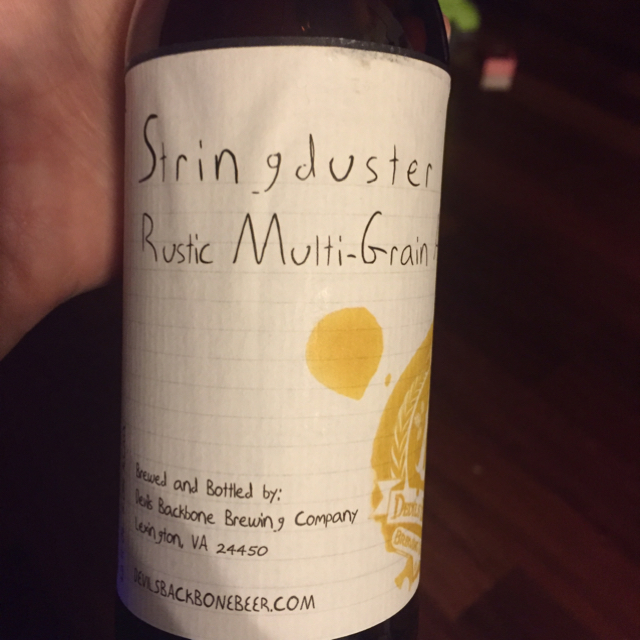 Stringduster
Rustic Multi-Grain
Brewed and Bottled by:
Devils Backbone Brewing Company
Lexington, VA 24450
DEVILSBACKBONEBEER.COM